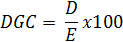 DGC = D/E x100